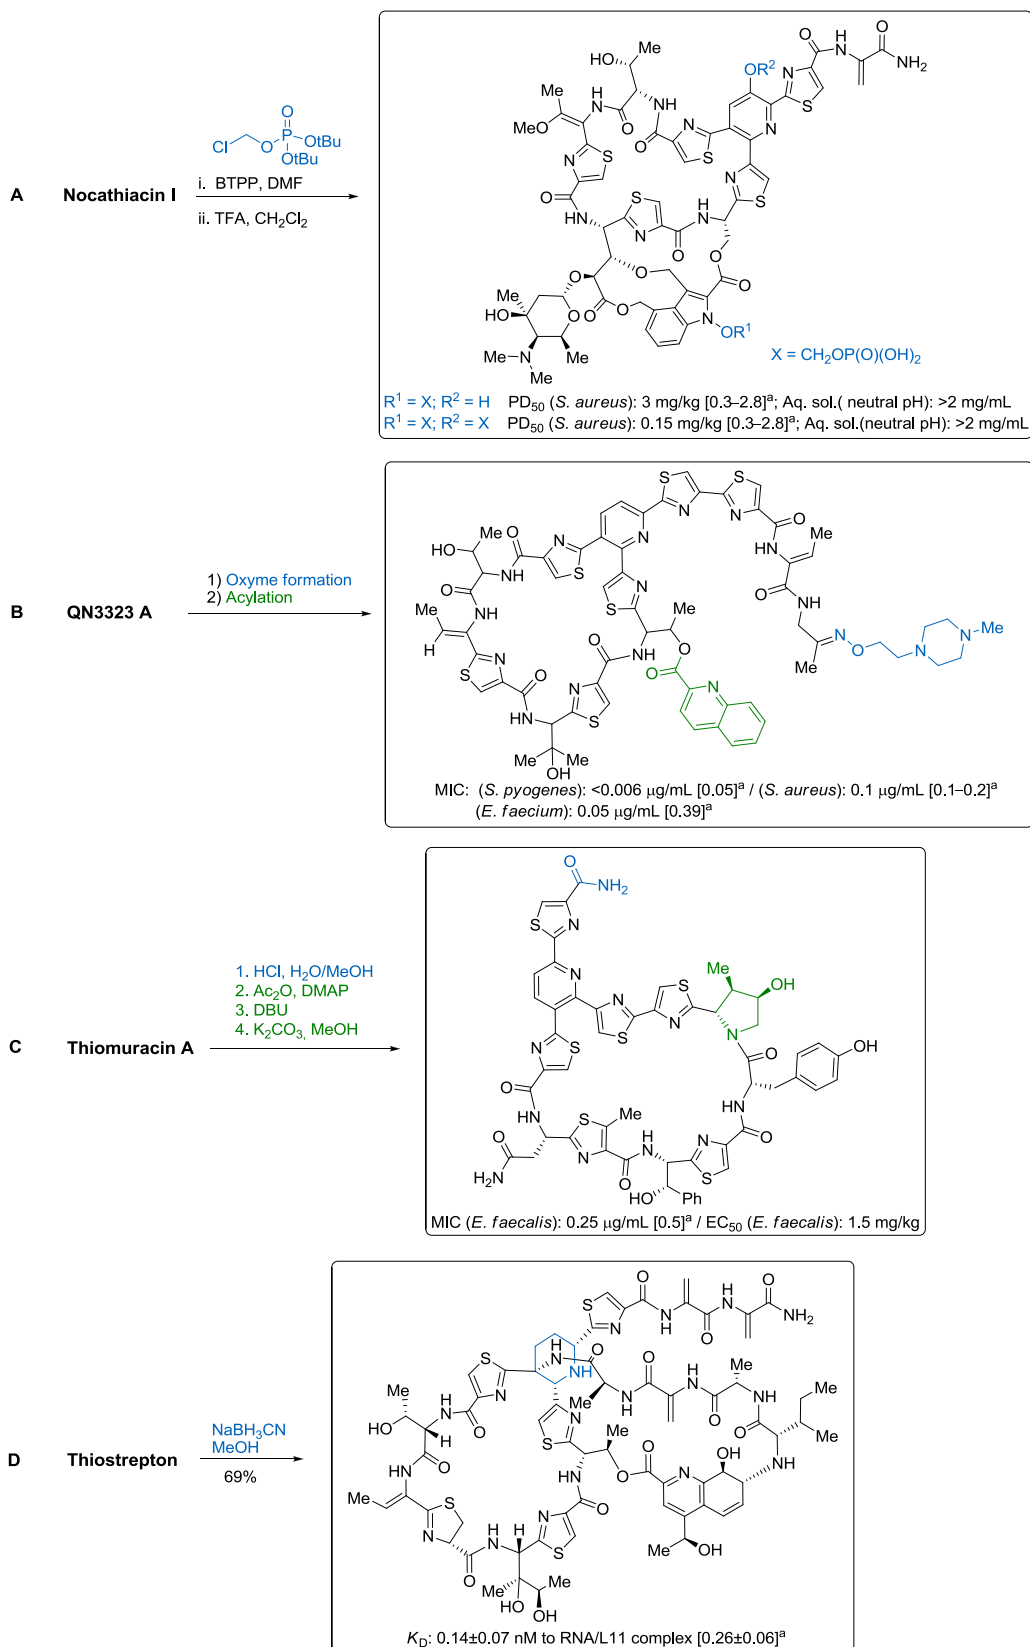 A
Nocathiacin I
Cl O P O OtBu OtBu
i. BTPP, DMF
ii. TFA, CH2Cl2
X = CH2OP(O)(OH)2
R1 = X; R2 = H PD50 (S. aureus): 3 mg/kg [0.3–2.8]a; Aq. sol.( neutral pH): >2 mg/mL
R1 = X; R2 = X PD50 (S. aureus): 0.15 mg/kg [0.3–2.8]a; Aq. sol.(neutral pH): >2 mg/mL
B
QN3323 A
1) Oxyme formation
2) Acylation
MIC: (S. pyogenes): <0.006 μg/mL [0.05]a / (S. aureus): 0.1 μg/mL [0.1–0.2]a
(E. faecium): 0.05 μg/mL [0.39]a
C
Thiomuracin A
1. HCl, H2O/MeOH
2. Ac2O, DMAP
3. DBU
4. K2CO3, MeOH
MIC (E. faecalis): 0.25 μg/mL [0.5]a / EC50 (E. faecalis): 1.5 mg/kg
D
Thiostrepton
NaBH3CN
MeOH
69%
KD: 0.14±0.07 nM to RNA/L11 complex [0.26±0.06]a